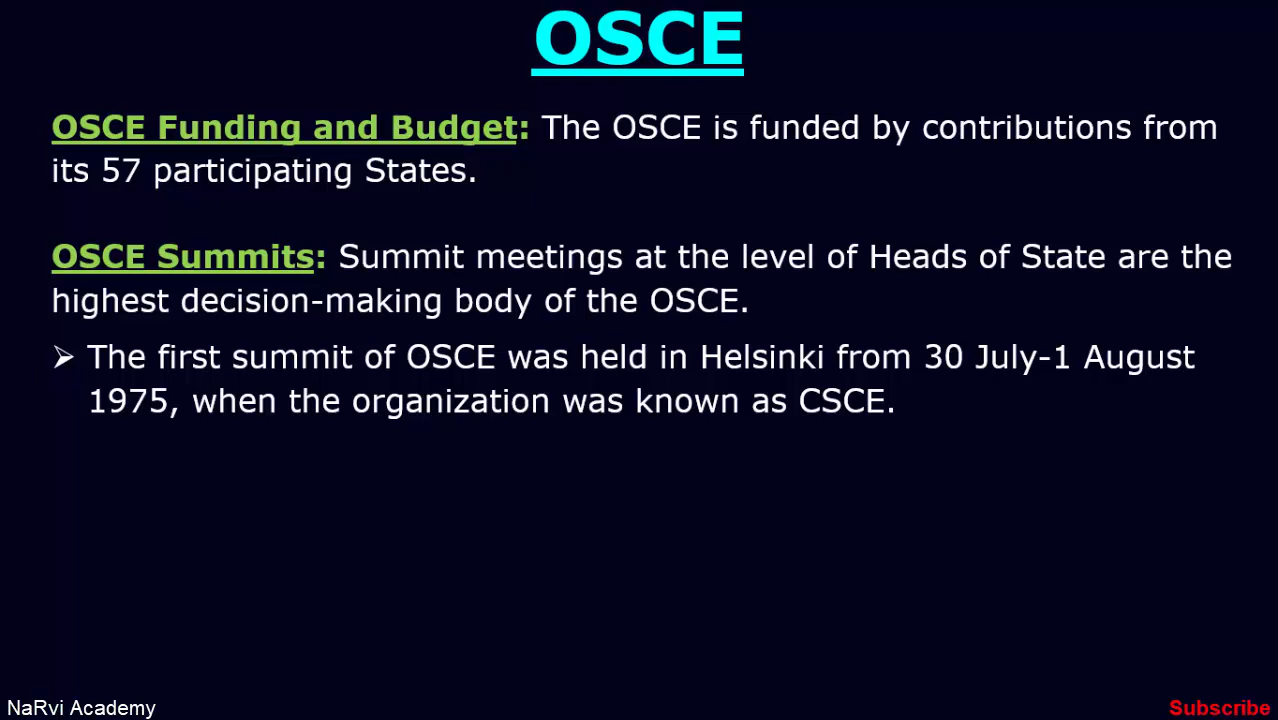 OSCE
OSCE Funding and Budget: The OSCE is funded by contributions from
its 57 participating States.
OSCE Summits: Summit meetings at the level of Heads of State are the
highest decision-making body of the OSCE.
➢ The first summit of OSCE was held in Helsinki from 30 July-1 August
1975, when the organization was known as CSCE.
NaRvi Academy
Subscribe